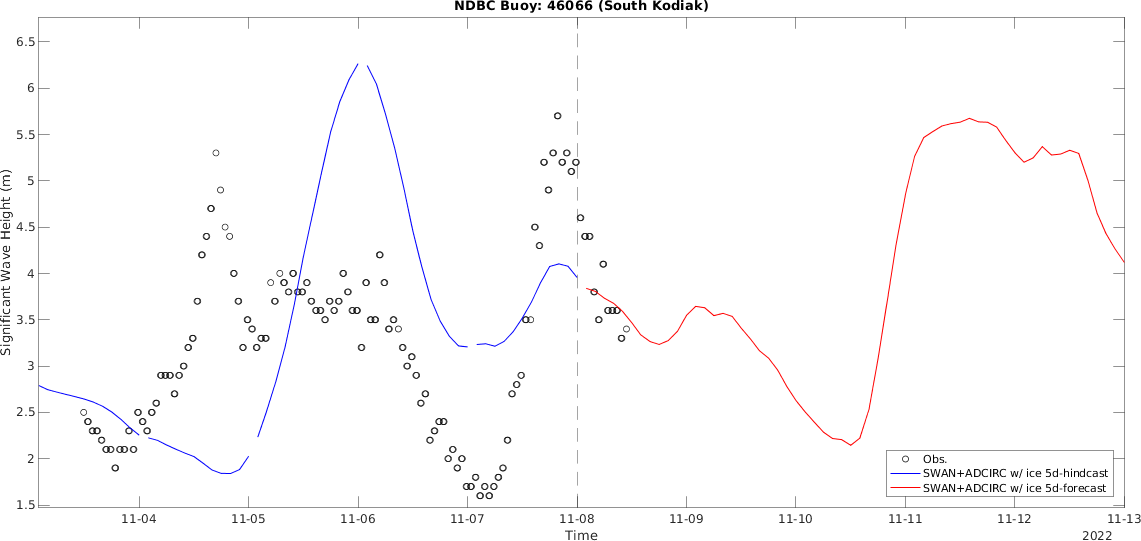 NDBC Buoy: 46066 (South Kodiak)
Significant Wave Height (m)
6.5
6
5.5
5
4.5
4
3.5
3
2.5
2
1.5
Obs.
SWAN+ADCIRC w/ ice 5d-hindcast
SWAN+ADCIRC w/ ice 5d-forecast
11-04 11-05 11-06 11-07 11-08 11-09 11-10 11-11 11-12 11-13
Time
2022